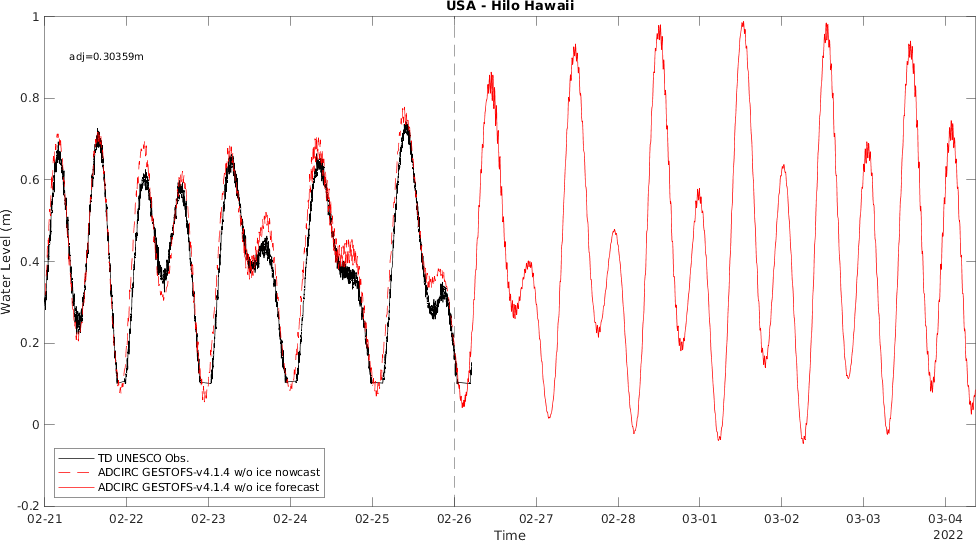 USA - Hilo Hawaii
adj=0.30359m
1
0.8
0.6
0.4
0.2
0
-0.2
Water Level (m)
TD UNESCO Obs.
ADCIRC GESTOFS-v4.1.4 w/o ice nowcast
ADCIRC GESTOFS-v4.1.4 w/o ice forecast
02-21 02-22 02-23 02-24 02-25 02-26 02-27 02-28 03-01 03-02 03-03 03-04
Time
2022